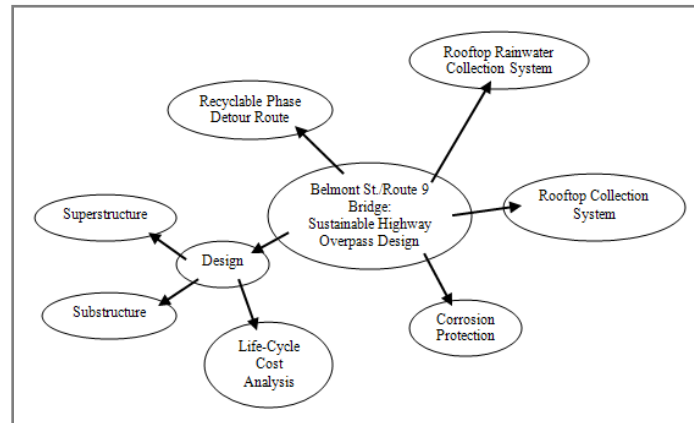 Rooftop Rainwater
Collection System
Recyclable Phase
Detour Route
Belmont St./Route 9
Bridge:
Sustainable Highway
Overpass Design
Rooftop Collection
System
Superstructure
Design
Substructure
Corrosion
Protection
Life-Cycle
Cost
Analysis